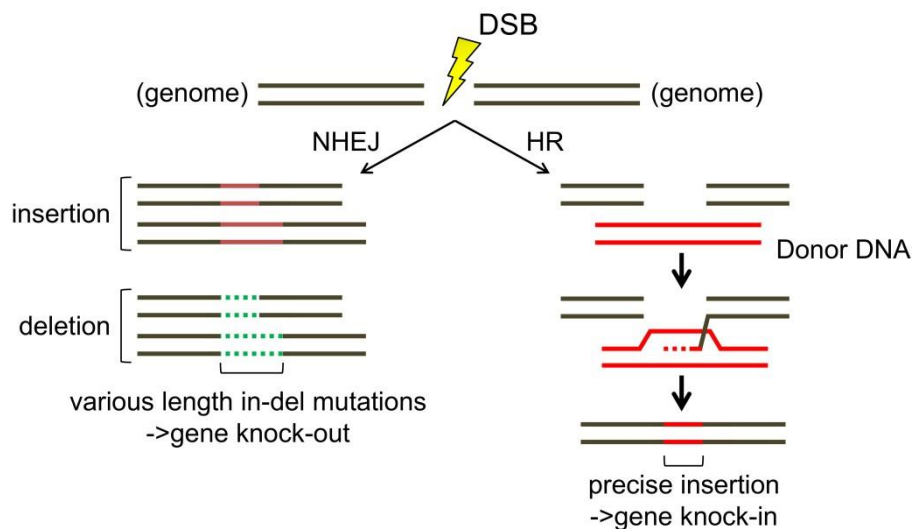 DSB
(genome)
(genome)
NHEJ
HR
insertion
Donor DNA
deletion
various length in-del mutations
->gene knock-out
precise insertion
->gene knock-in